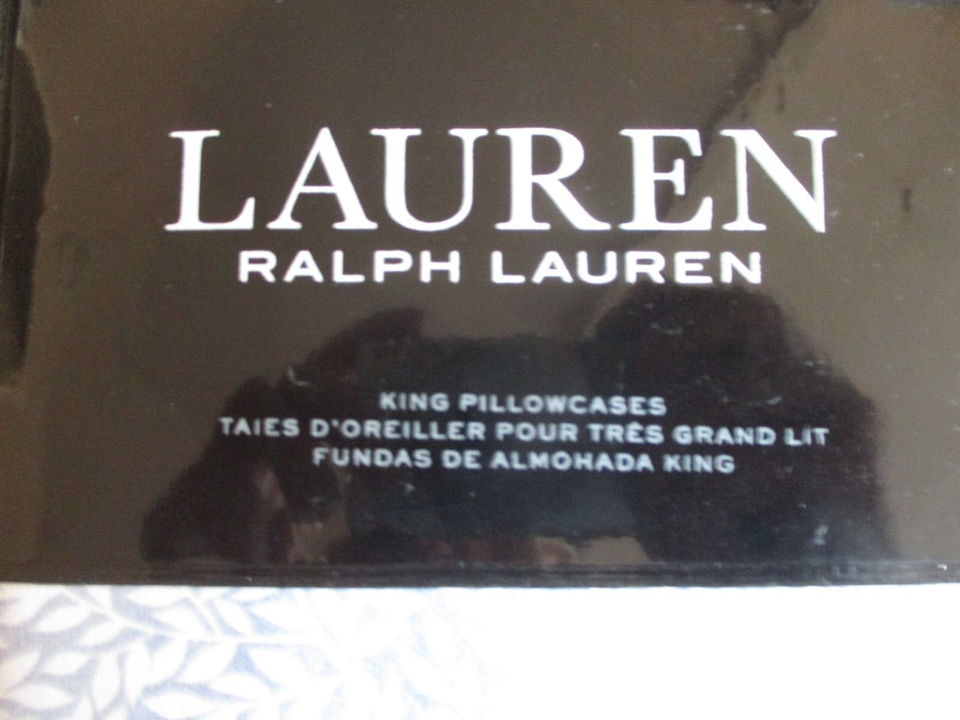 LAUREN
RALPH LAUREN
KING PILLOWCASES
TAIES D'OREILLER POUR TRÈS GRAND LIT
FUNDAS DE ALMOHADA KING